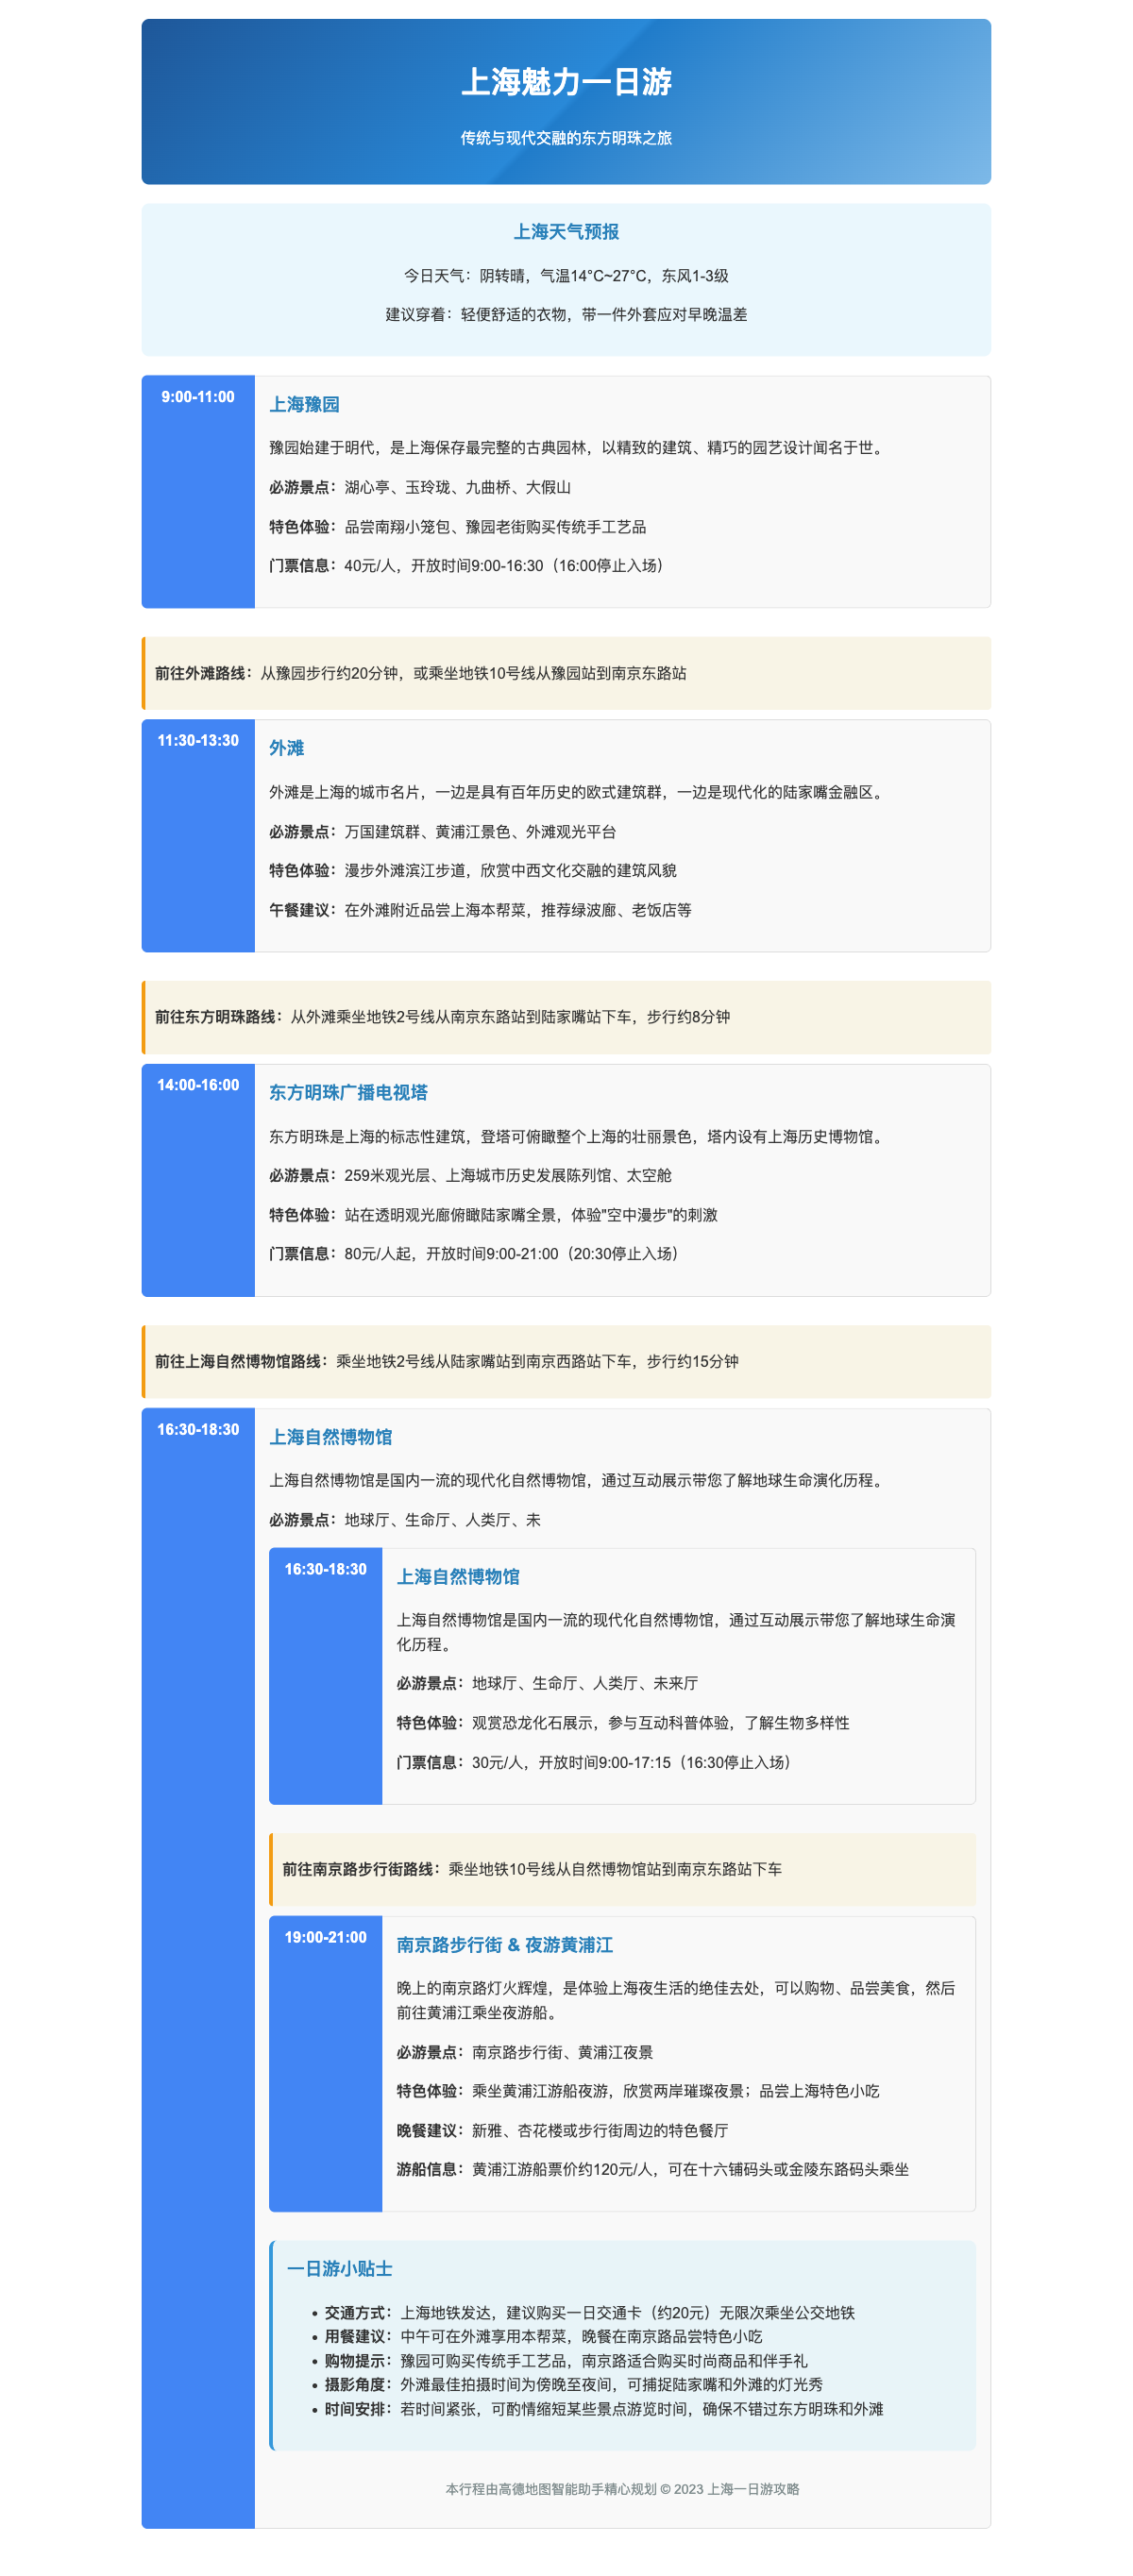 上海魅力一日游
传统与现代交融的东方明珠之旅
上海天气预报
今日天气：阴转晴，气温14°C~27°C，东风1-3级
建议穿着：轻便舒适的衣物，带一件外套应对早晚温差
9:00-11:00
上海豫园
豫园始建于明代，是上海保存最完整的古典园林，以精致的建筑、精巧的园艺设计闻名于世。
必游景点：湖心亭、玉玲珑、九曲桥、大假山
特色体验：品尝南翔小笼包、豫园老街购买传统手工艺品
门票信息：40元/人，开放时间9:00-16:30（16:00停止入场）
前往外滩路线：从豫园步行约20分钟，或乘坐地铁10号线从豫园站到南京东路站
11:30-13:30
外滩
外滩是上海的城市名片，一边是具有百年历史的欧式建筑群，一边是现代化的陆家嘴金融区。
必游景点：万国建筑群、黄浦江景色、外滩观光平台
特色体验：漫步外滩滨江步道，欣赏中西文化交融的建筑风貌
午餐建议：在外滩附近品尝上海本帮菜，推荐绿波廊、老饭店等
前往东方明珠路线：从外滩乘坐地铁2号线从南京东路站到陆家嘴站下车，步行约8分钟
14:00-16:00
东方明珠广播电视塔
东方明珠是上海的标志性建筑，登塔可俯瞰整个上海的壮丽景色，塔内设有上海历史博物馆。
必游景点：259米观光层、上海城市历史发展陈列馆、太空舱
特色体验：站在透明观光廊俯瞰陆家嘴全景，体验"空中漫步"的刺激
门票信息：80元/人起，开放时间9:00-21:00（20:30停止入场）
前往上海自然博物馆路线：乘坐地铁2号线从陆家嘴站到南京西路站下车，步行约15分钟
16:30-18:30
上海自然博物馆
上海自然博物馆是国内一流的现代化自然博物馆，通过互动展示带您了解地球生命演化历程。
必游景点：地球厅、生命厅、人类厅、未
16:30-18:30
上海自然博物馆
上海自然博物馆是国内一流的现代化自然博物馆，通过互动展示带您了解地球生命演
化历程。
必游景点：地球厅、生命厅、人类厅、未来厅
特色体验：观赏恐龙化石展示，参与互动科普体验，了解生物多样性
门票信息：30元/人，开放时间9:00-17:15（16:30停止入场）
前往南京路步行街路线：乘坐地铁10号线从自然博物馆站到南京东路站下车
19:00-21:00
南京路步行街 & 夜游黄浦江
晚上的南京路灯火辉煌，是体验上海夜生活的绝佳去处，可以购物、品尝美食，然后
前往黄浦江乘坐夜游船。
必游景点：南京路步行街、黄浦江夜景
特色体验：乘坐黄浦江游船夜游，欣赏两岸璀璨夜景；品尝上海特色小吃
晚餐建议：新雅、杏花楼或步行街周边的特色餐厅
游船信息：黄浦江游船票价约120元/人，可在十六铺码头或金陵东路码头乘坐
一日游小贴士
• 交通方式：上海地铁发达，建议购买一日交通卡（约20元）无限次乘坐公交地铁
• 用餐建议：中午可在外滩享用本帮菜，晚餐在南京路品尝特色小吃
• 购物提示：豫园可购买传统手工艺品，南京路适合购买时尚商品和伴手礼
• 摄影角度：外滩最佳拍摄时间为傍晚至夜间，可捕捉陆家嘴和外滩的灯光秀
• 时间安排：若时间紧张，可酌情缩短某些景点游览时间，确保不错过东方明珠和外滩
本行程由高德地图智能助手精心规划 © 2023 上海一日游攻略